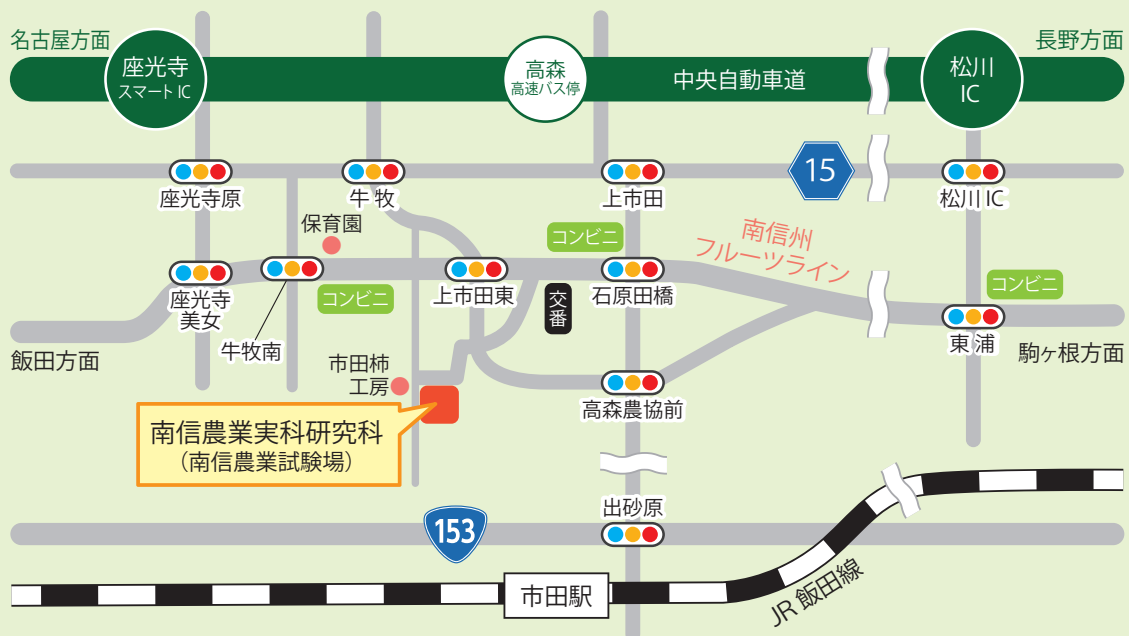 名古屋方面
長野方面
座光寺
スマートIC
高森
高速バス停
中央自動車道
松川
IC
座光寺原
牛牧
上市田
15
松川IC
保育園
コンビニ
南信州
フルーツライン
座光寺
美女
コンビニ
上市田東
交番
石原田橋
コンビニ
飯田方面
牛牧南
東浦
駒ヶ根方面
市田柿
工房
高森農協前
南信農業実科研究科
（南信農業試験場）
出砂原
153
市田駅
JR飯田線